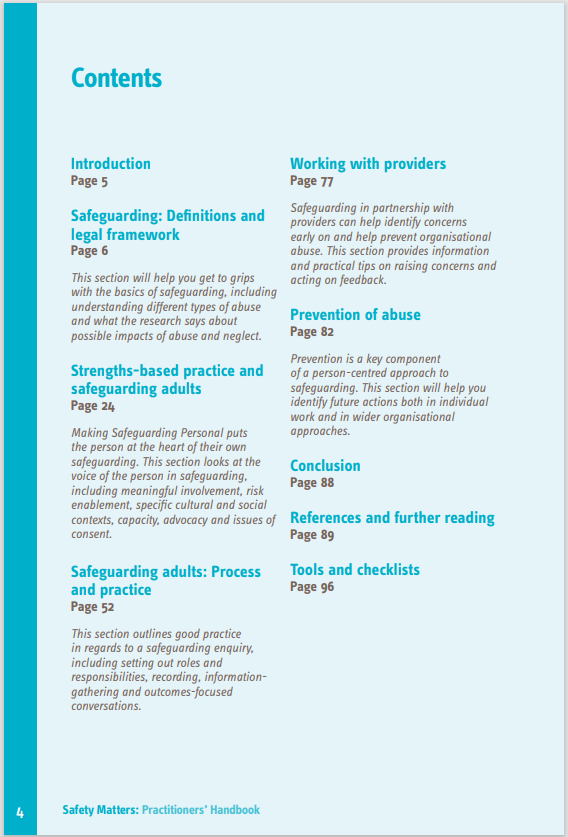 Contents
Introduction
Page 5
Safeguarding: Definitions and
legal framework
Page 6
This section will help you get to grips
with the basics of safeguarding, including
understanding different types of abuse
and what the research says about
possible impacts of abuse and neglect.
Strengths-based practice and
safeguarding adults
Page 24
Making Safeguarding Personal puts
the person at the heart of their own
safeguarding. This section looks at the
voice of the person in safeguarding,
including meaningful involvement, risk
enablement, specific cultural and social
contexts, capacity, advocacy and issues of
consent.
Safeguarding adults: Process
and practice
Page 52
This section outlines good practice
in regards to a safeguarding enquiry,
including setting out roles and
responsibilities, recording, information-
gathering and outcomes-focused
conversations.
Working with providers
Page 77
Safeguarding in partnership with
providers can help identify concerns
early on and help prevent organisational
abuse. This section provides information
and practical tips on raising concerns and
acting on feedback.
Prevention of abuse
Page 82
Prevention is a key component
of a person-centred approach to
safeguarding. This section will help you
identify future actions both in individual
work and in wider organisational
approaches.
Conclusion
Page 88
References and further reading
Page 89
Tools and checklists
Page 96
4
Safety Matters: Practitioners' Handbook